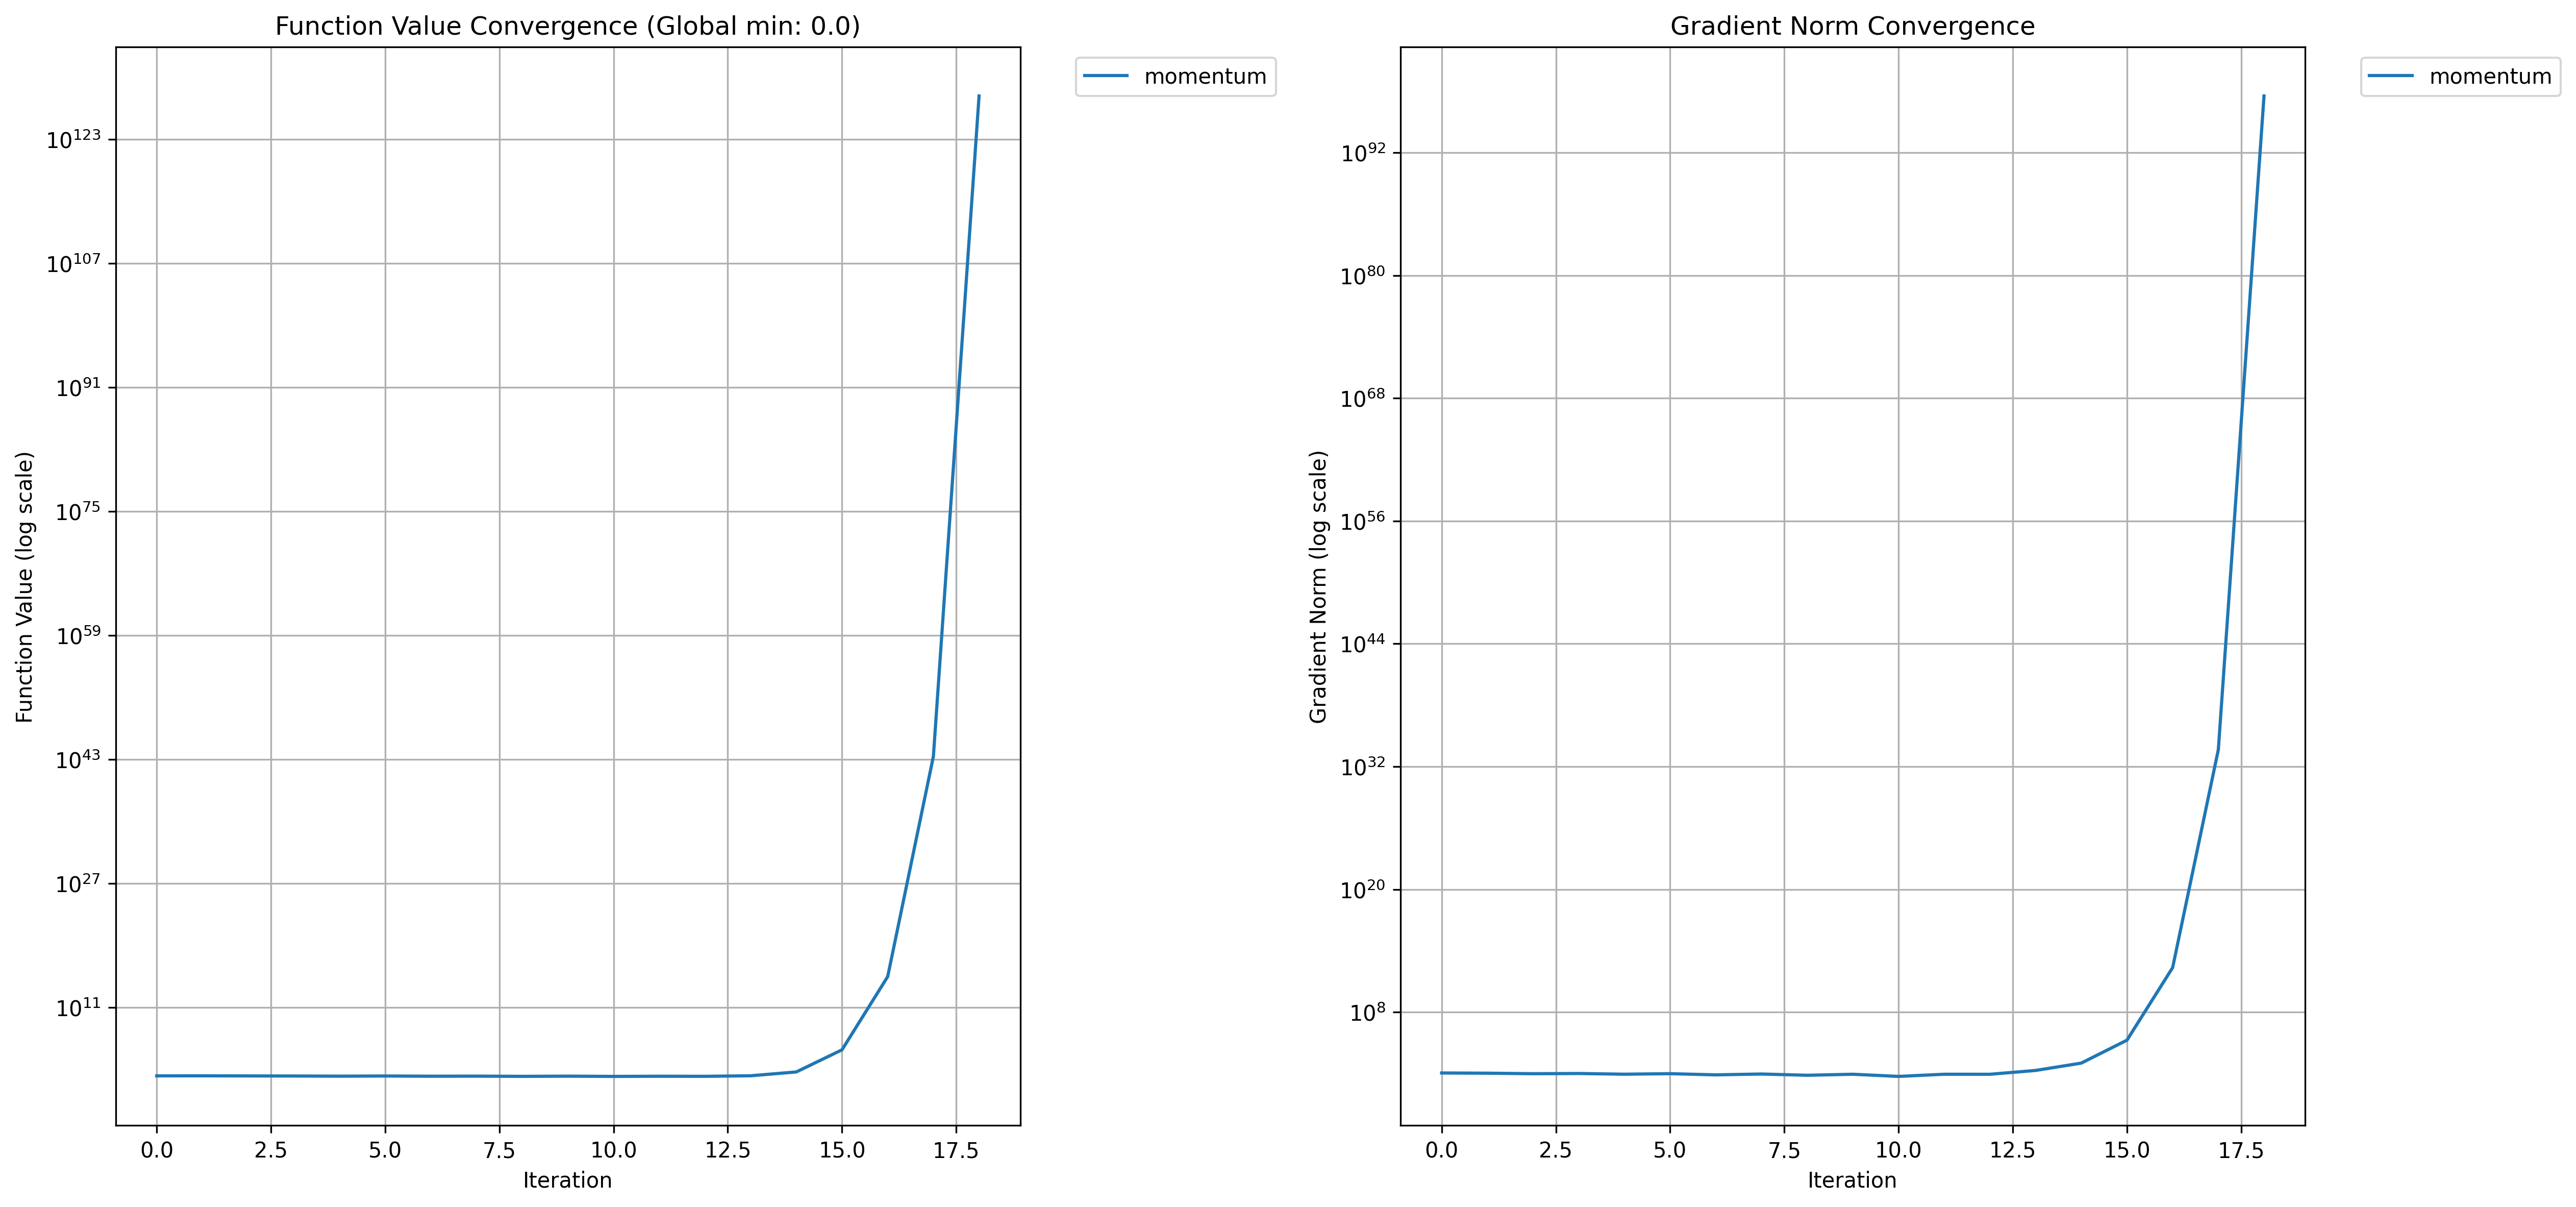 Function Value Convergence (Global min: 0.0)
momentum
Function Value (log scale)
10^123
10^107
10^91
10^75
10^59
10^43
10^27
10^11
0.0 2.5 5.0 7.5 10.0 12.5 15.0 17.5
Iteration
Gradient Norm Convergence
momentum
Gradient Norm (log scale)
10^92
10^80
10^68
10^56
10^44
10^32
10^20
10^8
0.0 2.5 5.0 7.5 10.0 12.5 15.0 17.5
Iteration